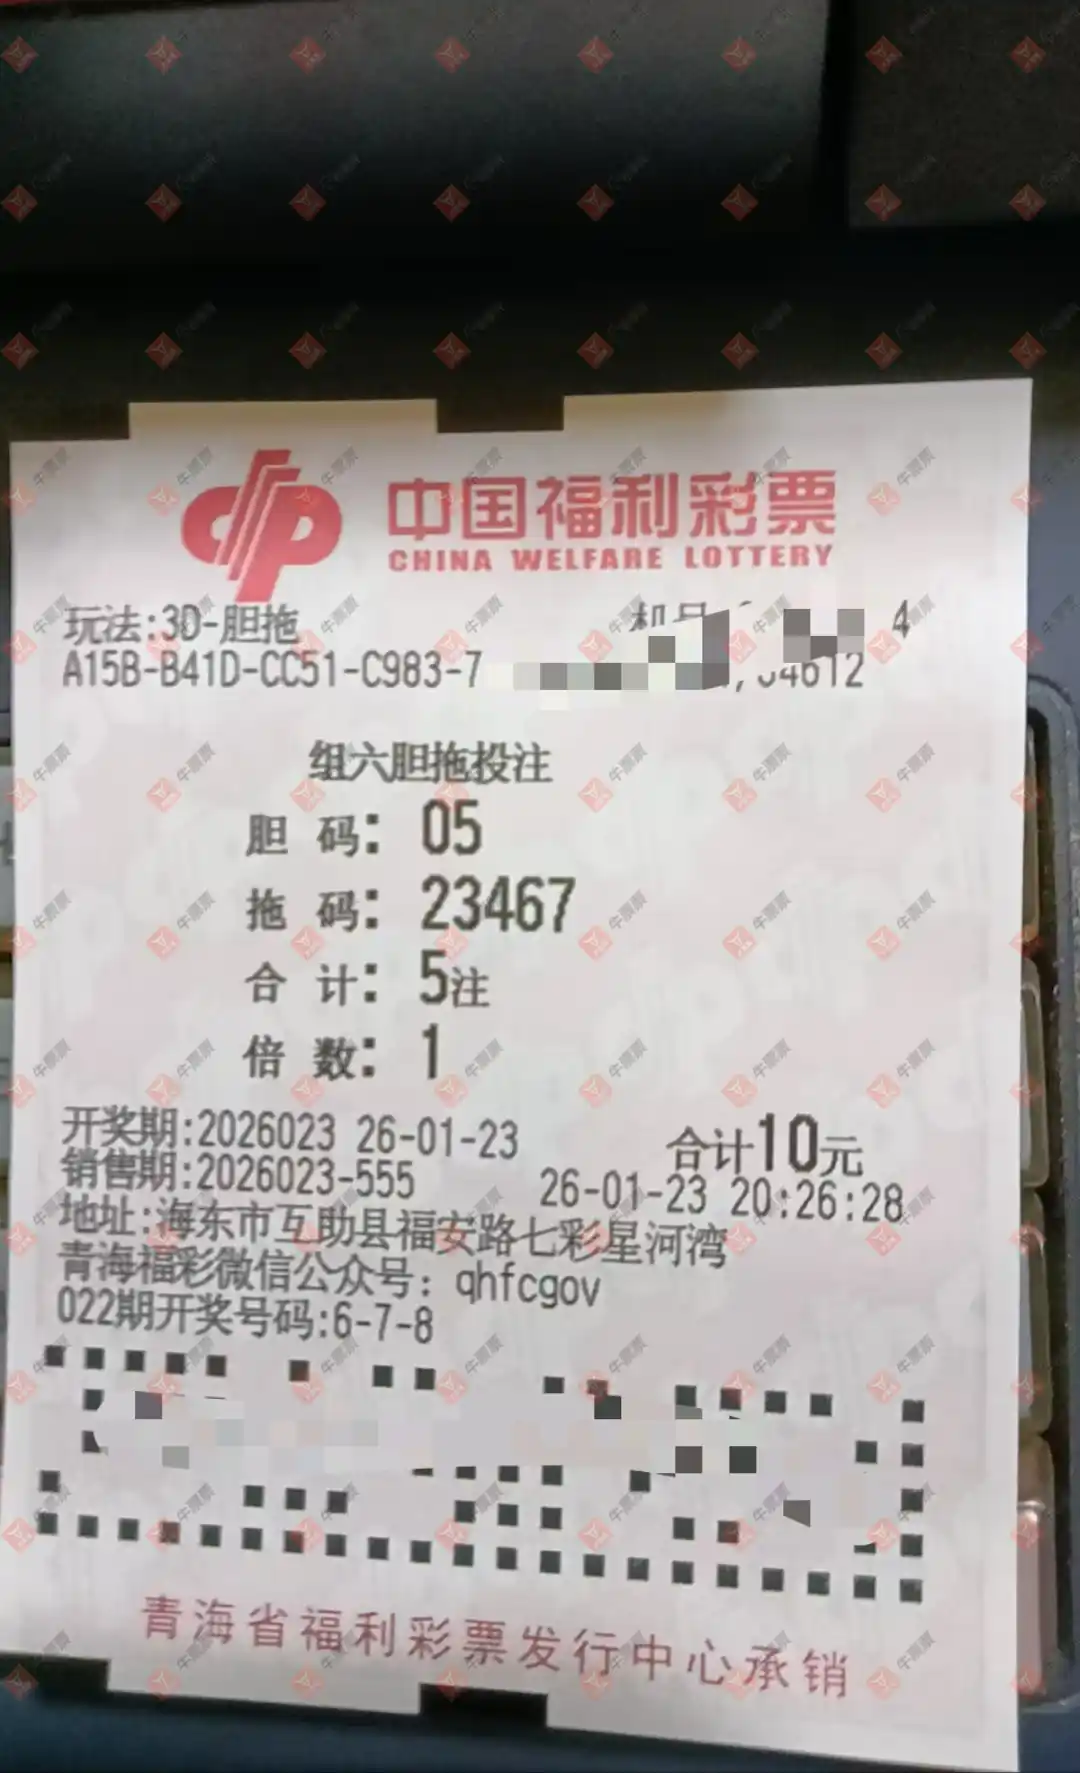 中国福利彩票
CHINA WELFARE LOTTERY
玩法:3D-胆拖 4
A15B-B41D-CC51-C983-7
组六胆拖投注
胆 码: 05
拖 码: 23467
合 计: 5注
倍 数: 1
开奖期:2026023 26-01-23 合计10元
销售期:2026023-555 26-01-23 20:26:28
地址:海东市互助县福安路七彩星河湾
青海福彩微信公众号: qhfcgov
022期开奖号码:6-7-8
青海省福利彩票发行中心承销
牛票票